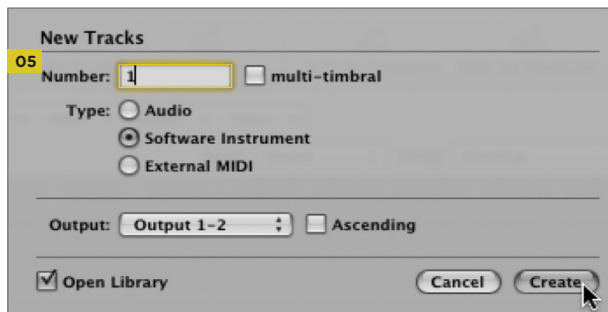 New Tracks
05
Number: 1 multi-timbral
Type: Audio
Software Instrument
External MIDI
Output: Output 1-2 Ascending
Open Library Cancel Create